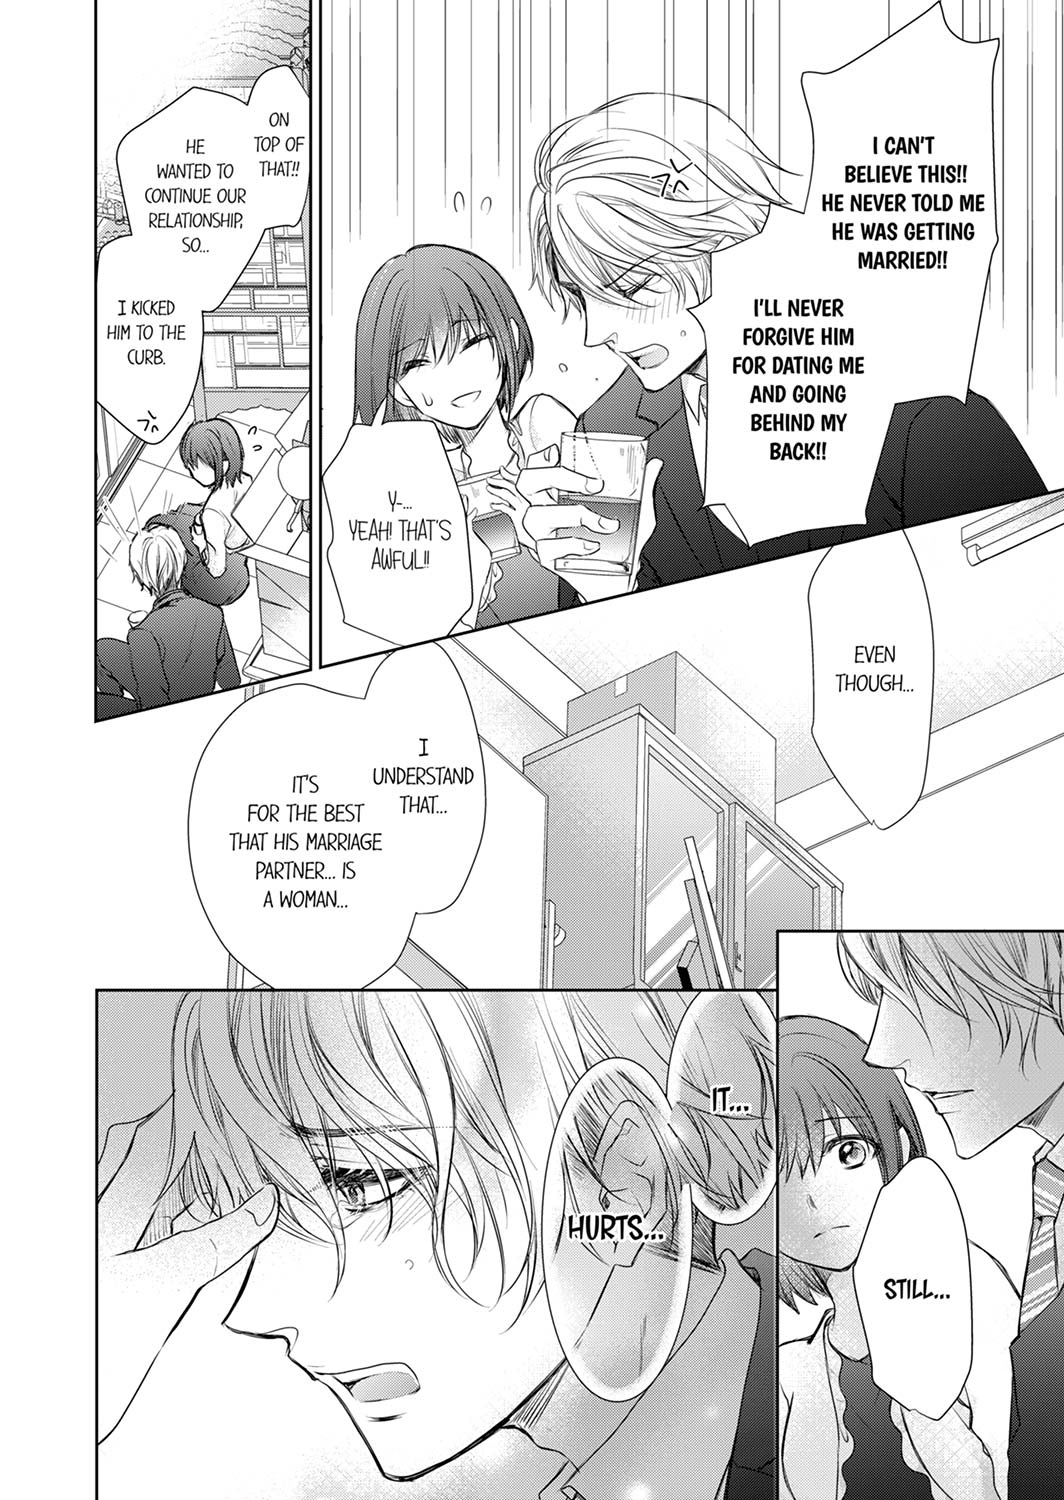 I CAN'T
BELIEVE THIS!!
HE NEVER TOLD ME
HE WAS GETTING
MARRIED!!
I'LL NEVER
FORGIVE HIM
FOR DATING ME
AND GOING
BEHIND MY
BACK!!
Y-...
YEAH! THAT'S
AWFUL!!
ON
TOP OF
THAT!!
HE
WANTED TO
CONTINUE OUR
RELATIONSHIP,
SO...
I KICKED
HIM TO THE
CURB.
EVEN
THOUGH...
I
UNDERSTAND
THAT...
IT'S
FOR THE BEST
THAT HIS MARRIAGE
PARTNER... IS
A WOMAN...
STILL...
IT...
HURTS...